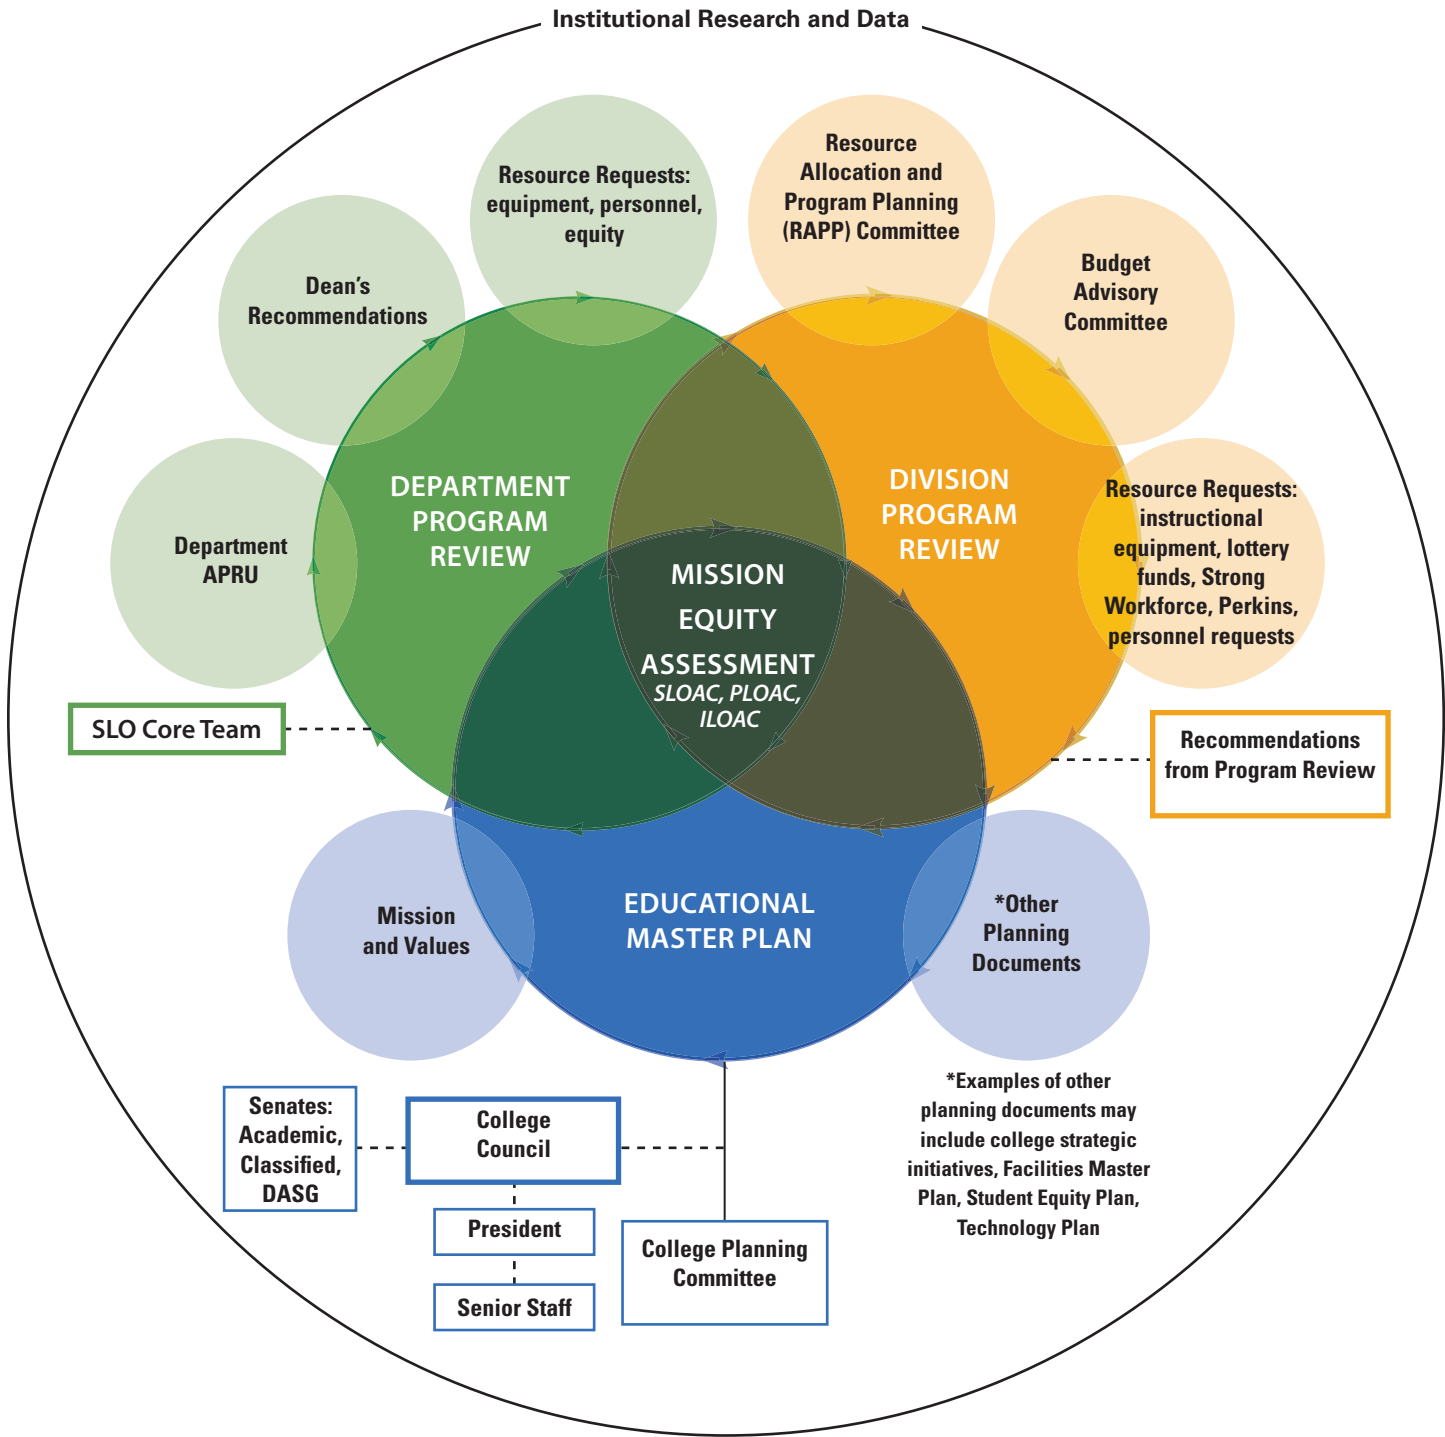 Institutional Research and Data
Resource Requests:
equipment, personnel,
equity
Resource
Allocation and
Program Planning
(RAPP) Committee
Dean's
Recommendations
Budget
Advisory
Committee
Department
APRU
DEPARTMENT
PROGRAM
REVIEW
DIVISION
PROGRAM
REVIEW
Resource Requests:
instructional
equipment, lottery
funds, Strong
Workforce, Perkins,
personnel requests
MISSION
EQUITY
ASSESSMENT
SLOAC, PLOAC,
ILOAC
SLO Core Team
Recommendations
from Program Review
Mission
and Values
EDUCATIONAL
MASTER PLAN
*Other
Planning
Documents
*Examples of other
planning documents may
include college strategic
initiatives, Facilities Master
Plan, Student Equity Plan,
Technology Plan
Senates:
Academic,
Classified,
DASG
College
Council
President
Senior Staff
College Planning
Committee